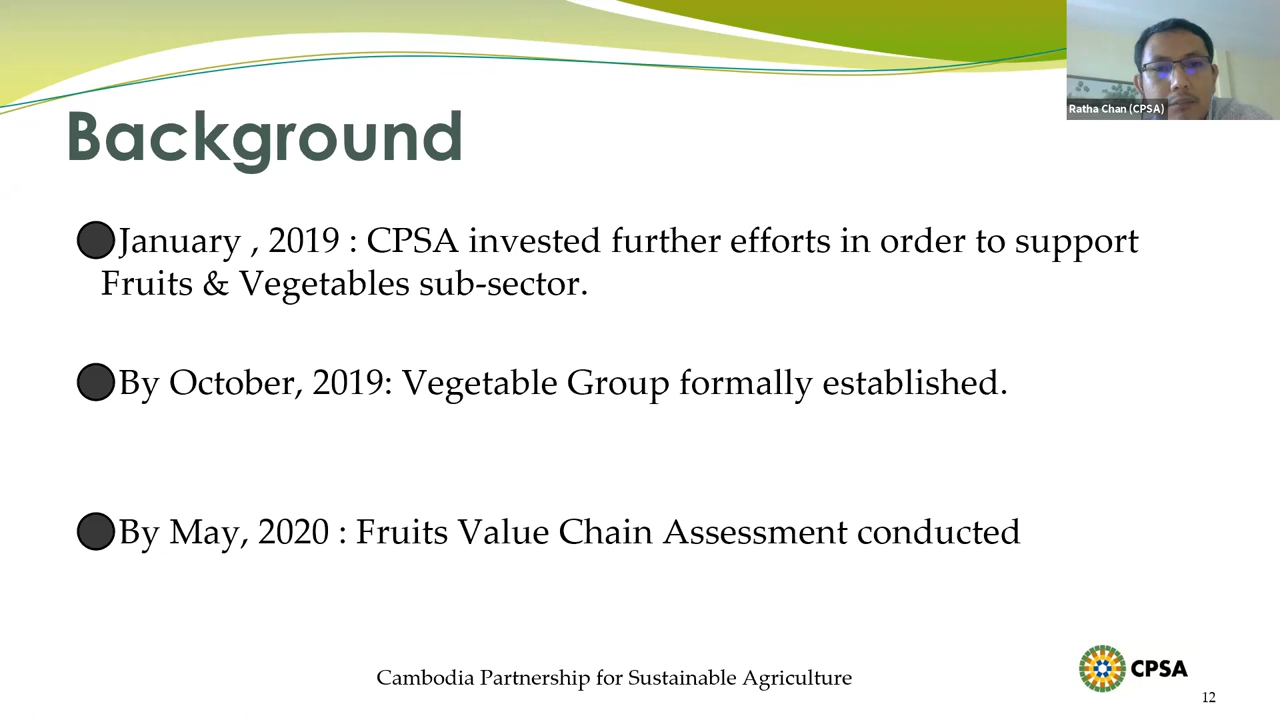 Ratha Chan (CPSA)
Background
January , 2019 : CPSA invested further efforts in order to support
Fruits & Vegetables sub-sector.
By October, 2019: Vegetable Group formally established.
By May, 2020 : Fruits Value Chain Assessment conducted
Cambodia Partnership for Sustainable Agriculture
CPSA
12